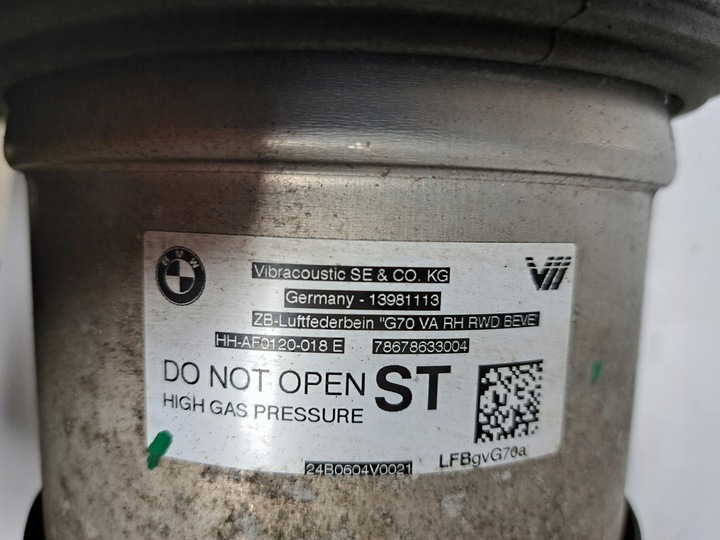 BMW
Vibracoustic SE & CO. KG
Germany - 13981113
ZB-Luftfederbein "G70 VA RH RWD BEVE"
HH-AF0120-018 E 78678633004
DO NOT OPEN ST
HIGH GAS PRESSURE
24B0604V0021
LFBgvG70a